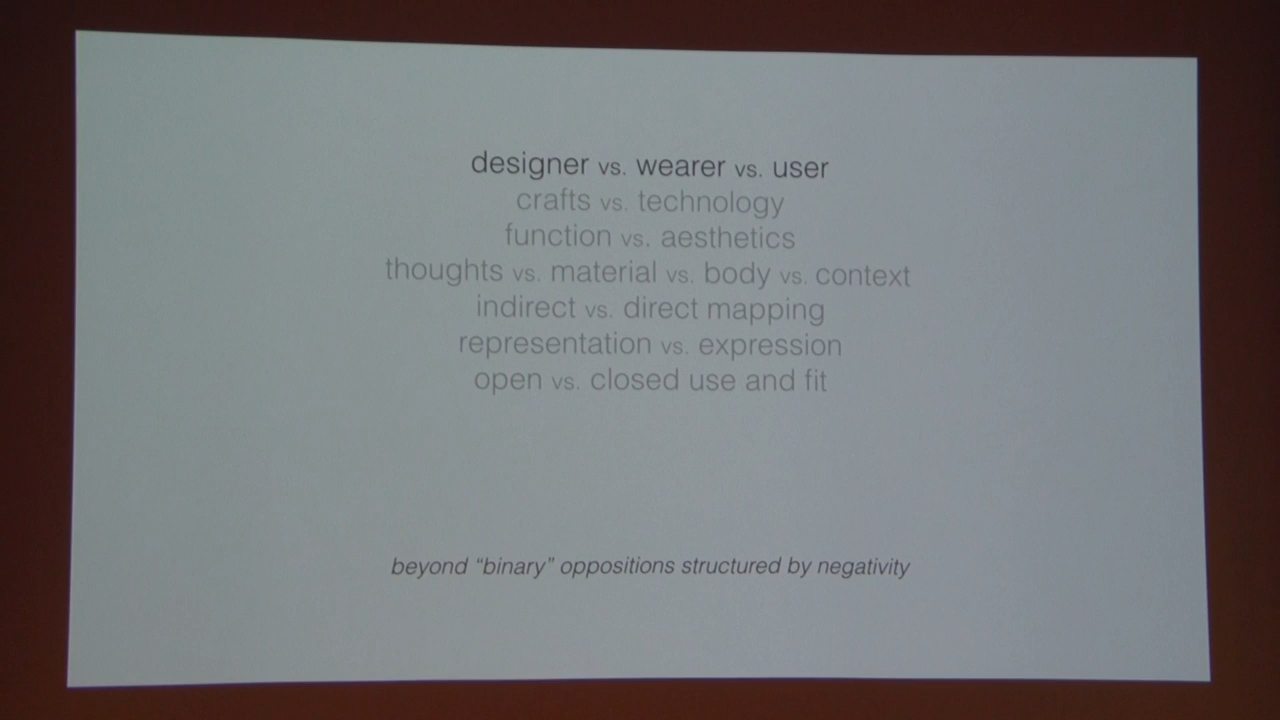 designer vs. wearer vs. user
crafts vs. technology
function vs. aesthetics
thoughts vs. material vs. body vs. context
indirect vs. direct mapping
representation vs. expression
open vs. closed use and fit
beyond “binary” oppositions structured by negativity